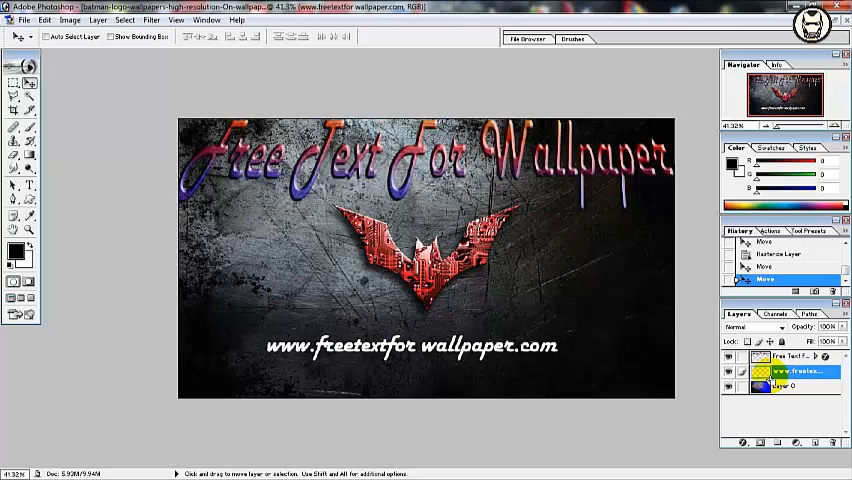 Adobe Photoshop - [batman-logo-wallpapers-high-resolution-On-wallpap... @ 41.3% (www.freetextfor wallpaper.com, RGB)]
File Edit Image Layer Select Filter View Window Help
Auto Select Layer Show Bounding Box File Browser Brushes
Navigator Info
Free Text For Wallpaper
www.freetextfor wallpaper.com
41.32%
Color Swatches Styles
R 0
G 0
B 0
History Actions Tool Presets
Move
Rasterize Layer
Move
Move
Layers Channels Paths
Normal Opacity: 100%
Lock: Fill: 100%
Free Text F...
www.freetex...
Layer 0
41.32% Doc: 5.93M/9.94M Click and drag to move layer or selection. Use Shift and Alt for additional options.